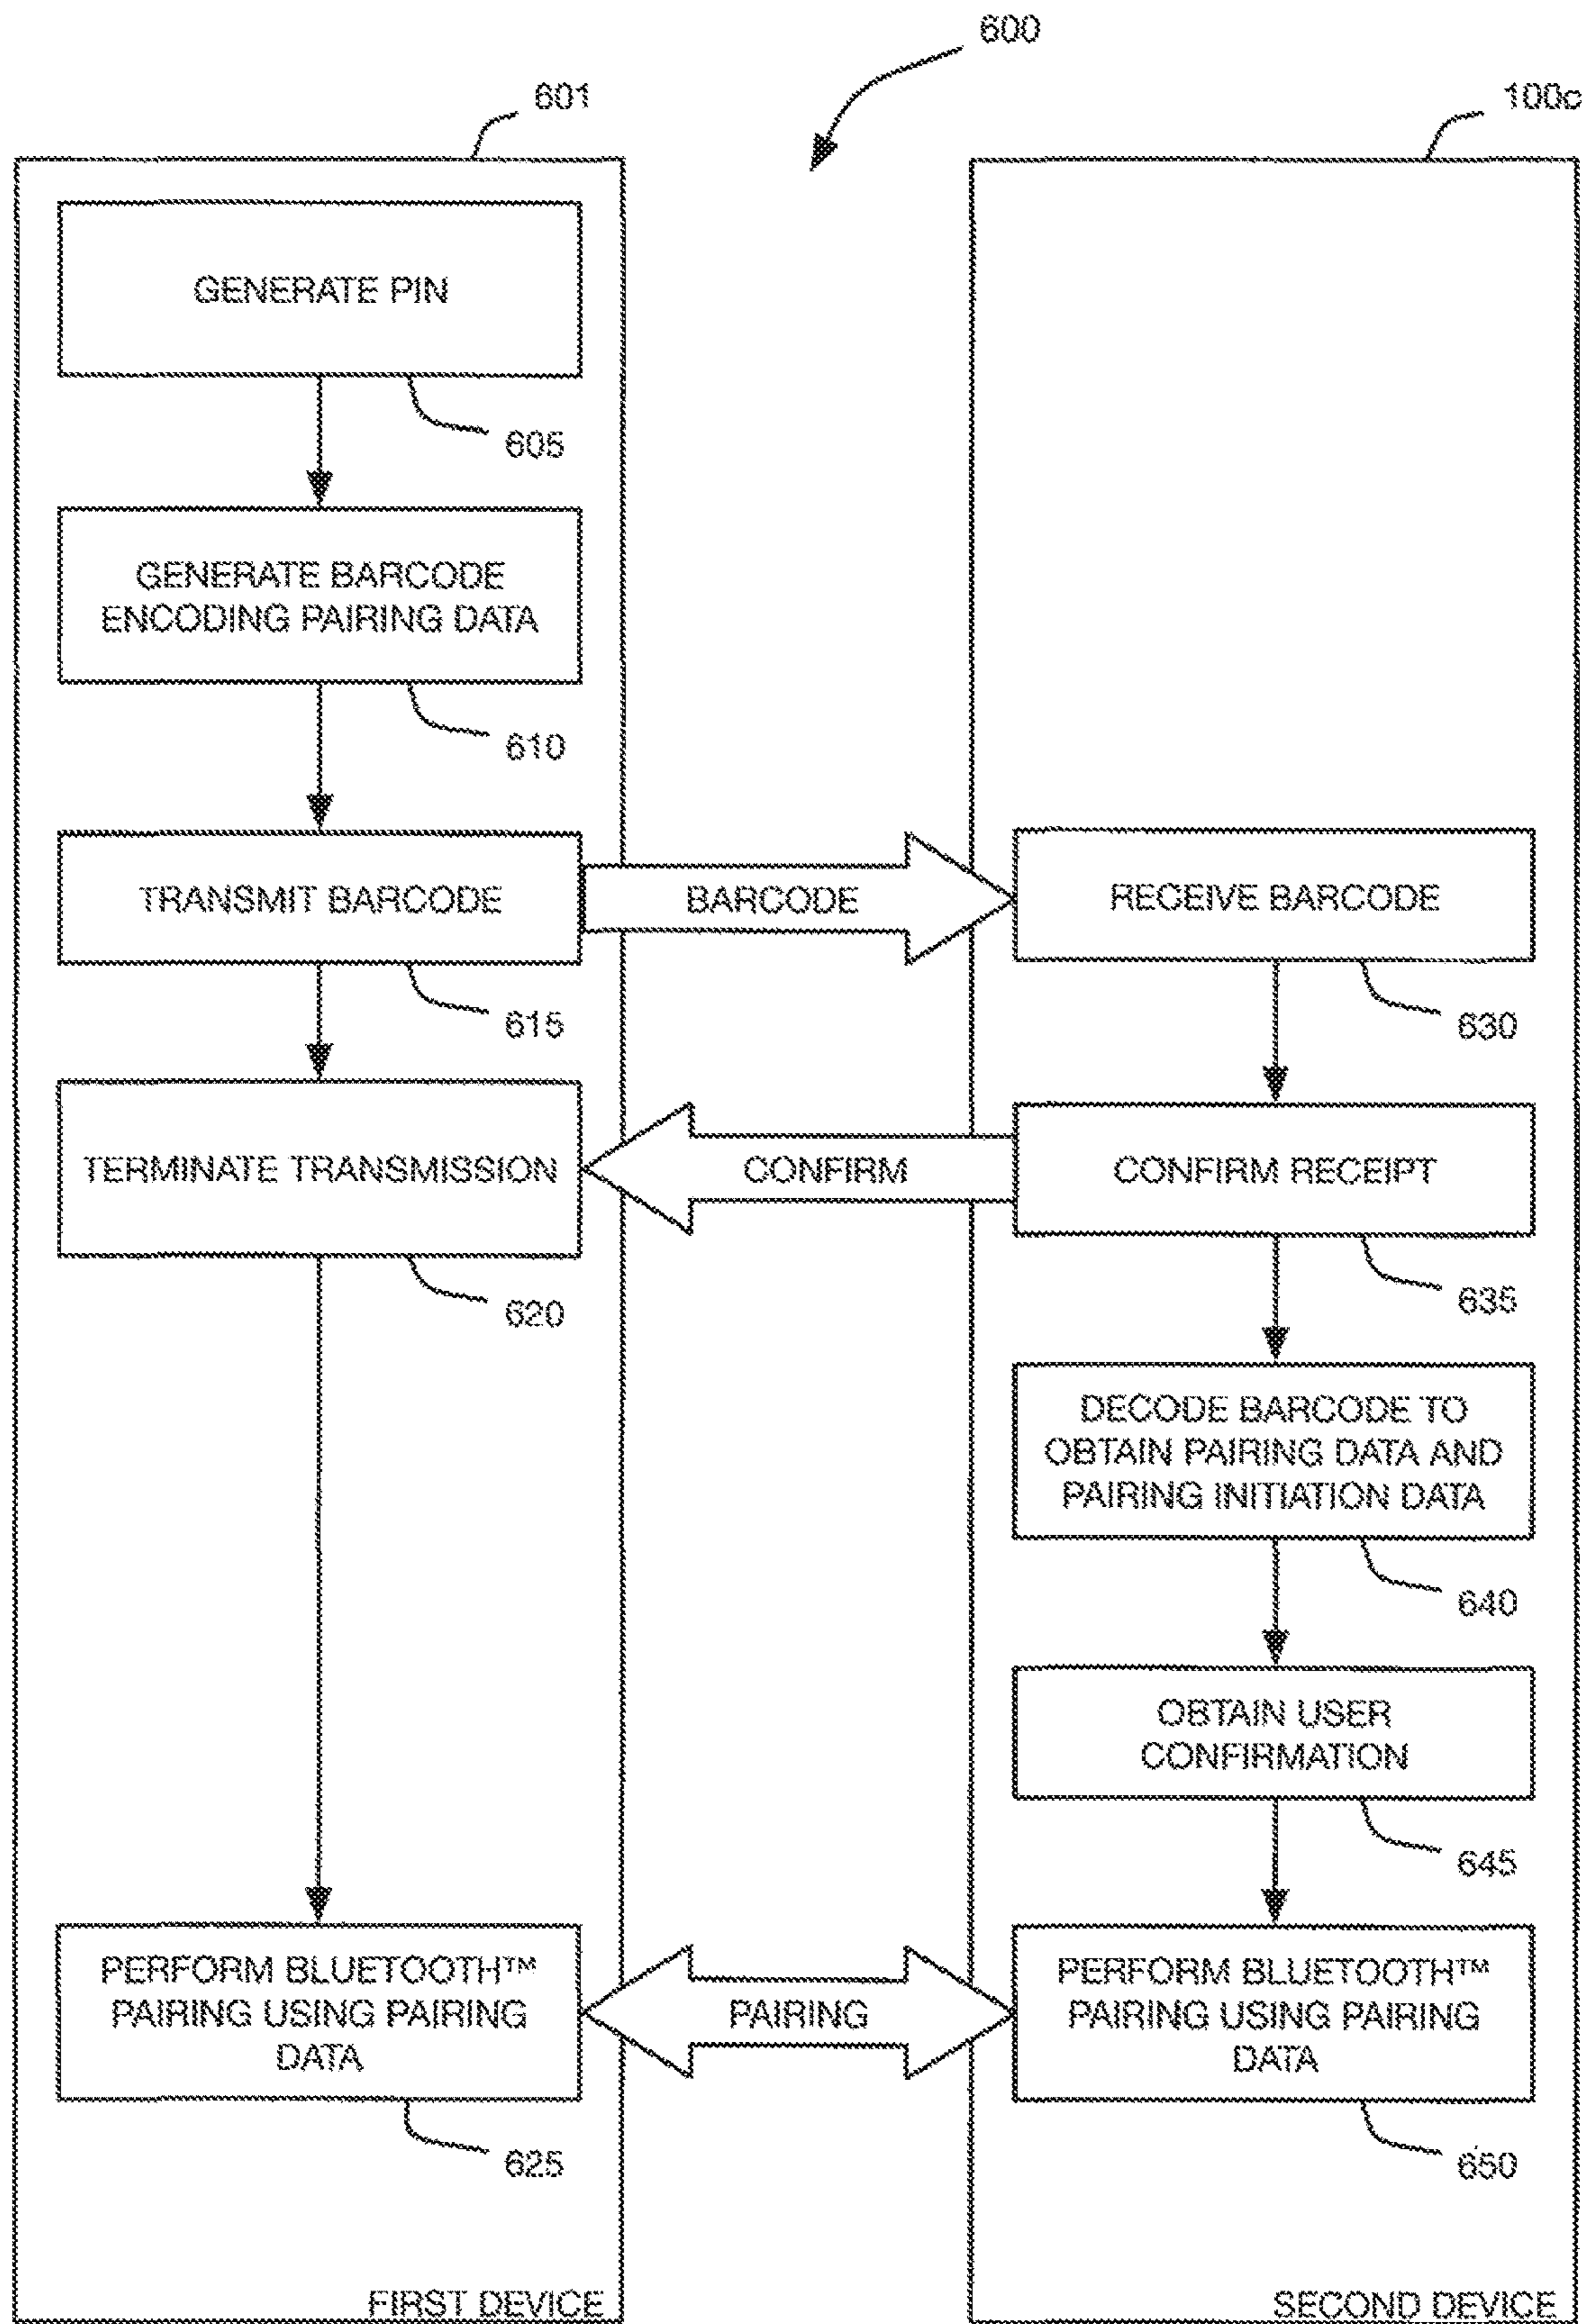 600
601
100c
GENERATE PIN
605
GENERATE BARCODE
ENCODING PAIRING DATA
610
TRANSMIT BARCODE
BARCODE
RECEIVE BARCODE
615
630
TERMINATE TRANSMISSION
CONFIRM
CONFIRM RECEIPT
620
635
DECODE BARCODE TO
OBTAIN PAIRING DATA AND
PAIRING INITIATION DATA
640
OBTAIN USER
CONFIRMATION
645
PERFORM BLUETOOTH™
PAIRING USING PAIRING
DATA
PAIRING
PERFORM BLUETOOTH™
PAIRING USING PAIRING
DATA
625
650
FIRST DEVICE
SECOND DEVICE